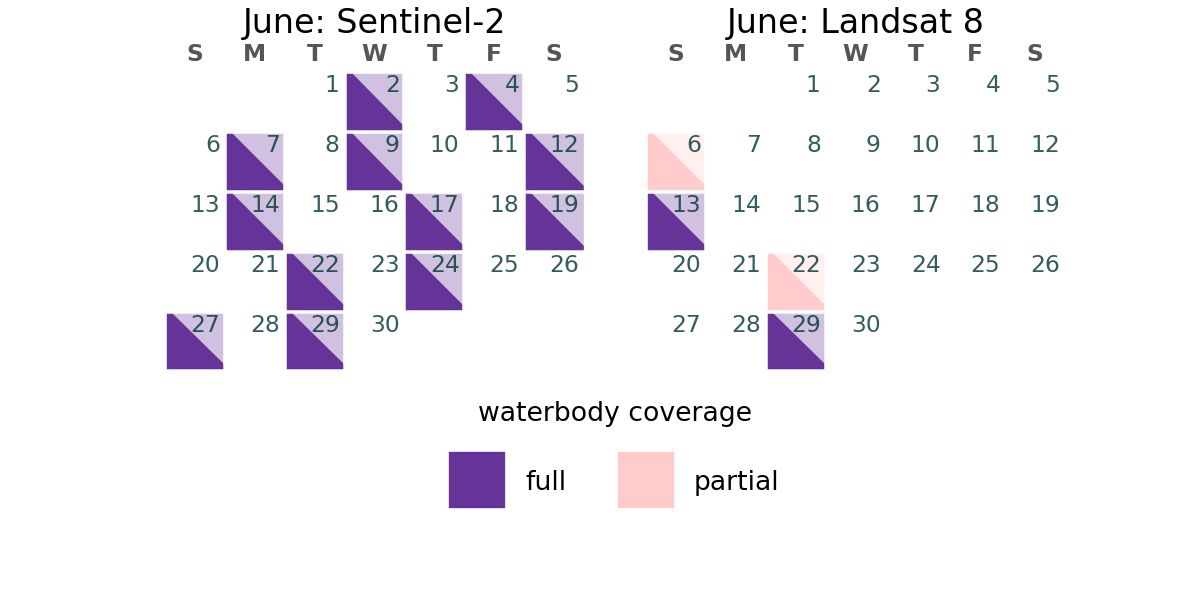 June: Sentinel-2
S M T W T F S
1 2 3 4 5
6 7 8 9 10 11 12
13 14 15 16 17 18 19
20 21 22 23 24 25 26
27 28 29 30
June: Landsat 8
S M T W T F S
1 2 3 4 5
6 7 8 9 10 11 12
13 14 15 16 17 18 19
20 21 22 23 24 25 26
27 28 29 30
waterbody coverage
full
partial